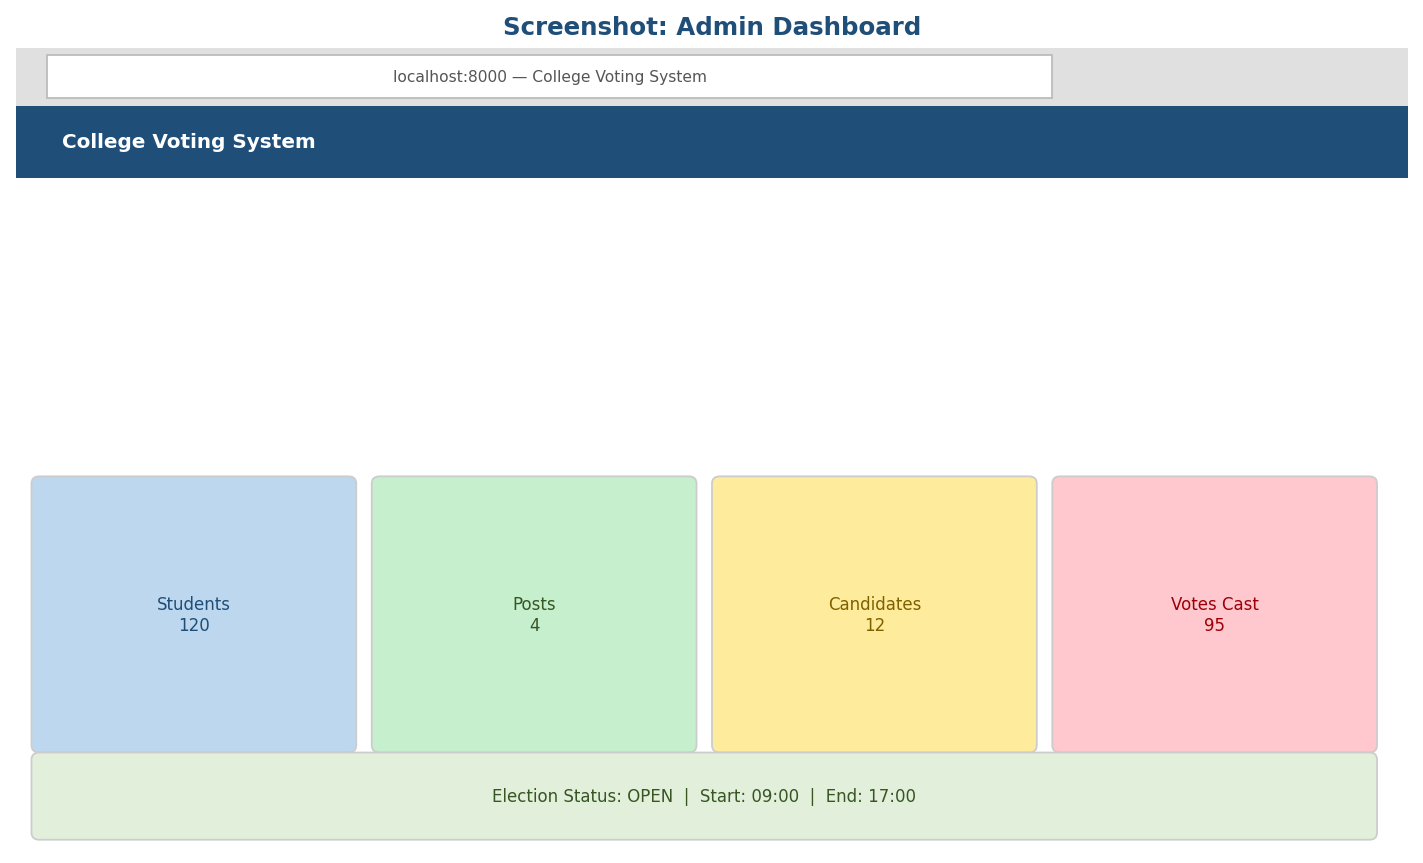 Screenshot: Admin Dashboard
localhost:8000 — College Voting System
College Voting System
Students
120
Posts
4
Candidates
12
Votes Cast
95
Election Status: OPEN | Start: 09:00 | End: 17:00